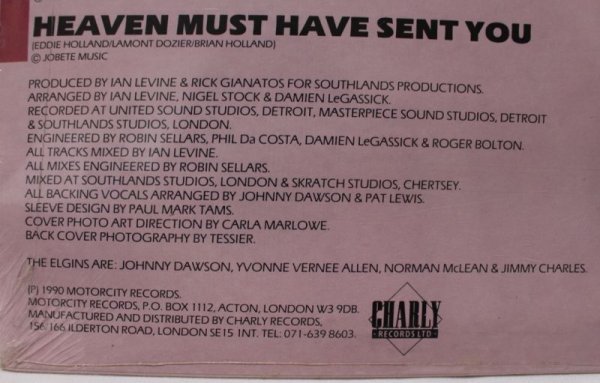 HEAVEN MUST HAVE SENT YOU
(EDDIE HOLLAND/LAMONT DOZIER/BRIAN HOLLAND)
© JOBETE MUSIC
PRODUCED BY IAN LEVINE & RICK GIANATOS FOR SOUTHLANDS PRODUCTIONS.
ARRANGED BY IAN LEVINE, NIGEL STOCK & DAMIEN LeGASSICK.
RECORDED AT UNITED SOUND STUDIOS, DETROIT, MASTERPIECE SOUND STUDIOS, DETROIT
& SOUTHLANDS STUDIOS, LONDON.
ENGINEERED BY ROBIN SELLARS, PHIL Da COSTA, DAMIEN LeGASSICK & ROGER BOLTON.
ALL TRACKS MIXED BY IAN LEVINE.
ALL MIXES ENGINEERED BY ROBIN SELLARS.
MIXED AT SOUTHLANDS STUDIOS, LONDON & SKRATCH STUDIOS, CHERTSEY.
ALL BACKING VOCALS ARRANGED BY JOHNNY DAWSON & PAT LEWIS.
SLEEVE DESIGN BY PAUL MARK TAMS.
COVER PHOTO ART DIRECTION BY CARLA MARLOWE.
BACK COVER PHOTOGRAPHY BY TESSIER.
THE ELGINS ARE: JOHNNY DAWSON, YVONNE VERNEE ALLEN, NORMAN McLEAN & JIMMY CHARLES.
(P) 1990 MOTORCITY RECORDS.
MOTORCITY RECORDS, P.O. BOX 1112, ACTON, LONDON W3 9DB.
MANUFACTURED AND DISTRIBUTED BY CHARLY RECORDS,
156/166 ILDERTON ROAD, LONDON SE15 INT. TEL: 071-639 8603.
CHARLY
RECORDS LTD